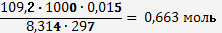 109,2 · 1000 · 0,015
8,314 · 297
= 0,663 моль